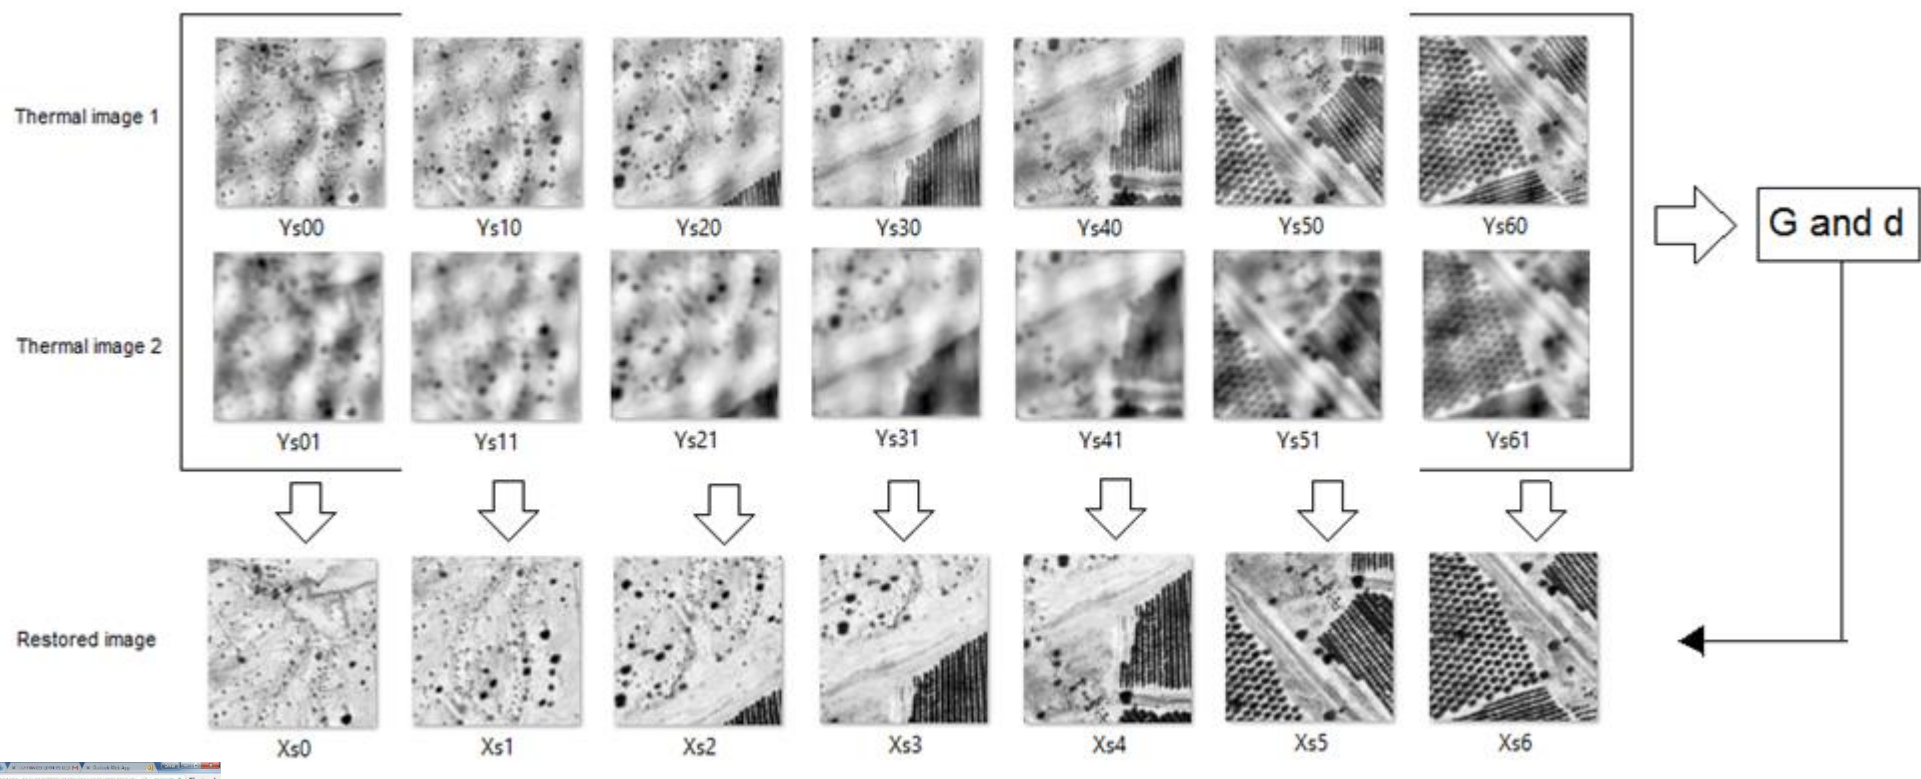 Thermal image 1
Ys00 Ys10 Ys20 Ys30 Ys40 Ys50 Ys60
G and d
Thermal image 2
Ys01 Ys11 Ys21 Ys31 Ys41 Ys51 Ys61
Restored image
Xs0 Xs1 Xs2 Xs3 Xs4 Xs5 Xs6